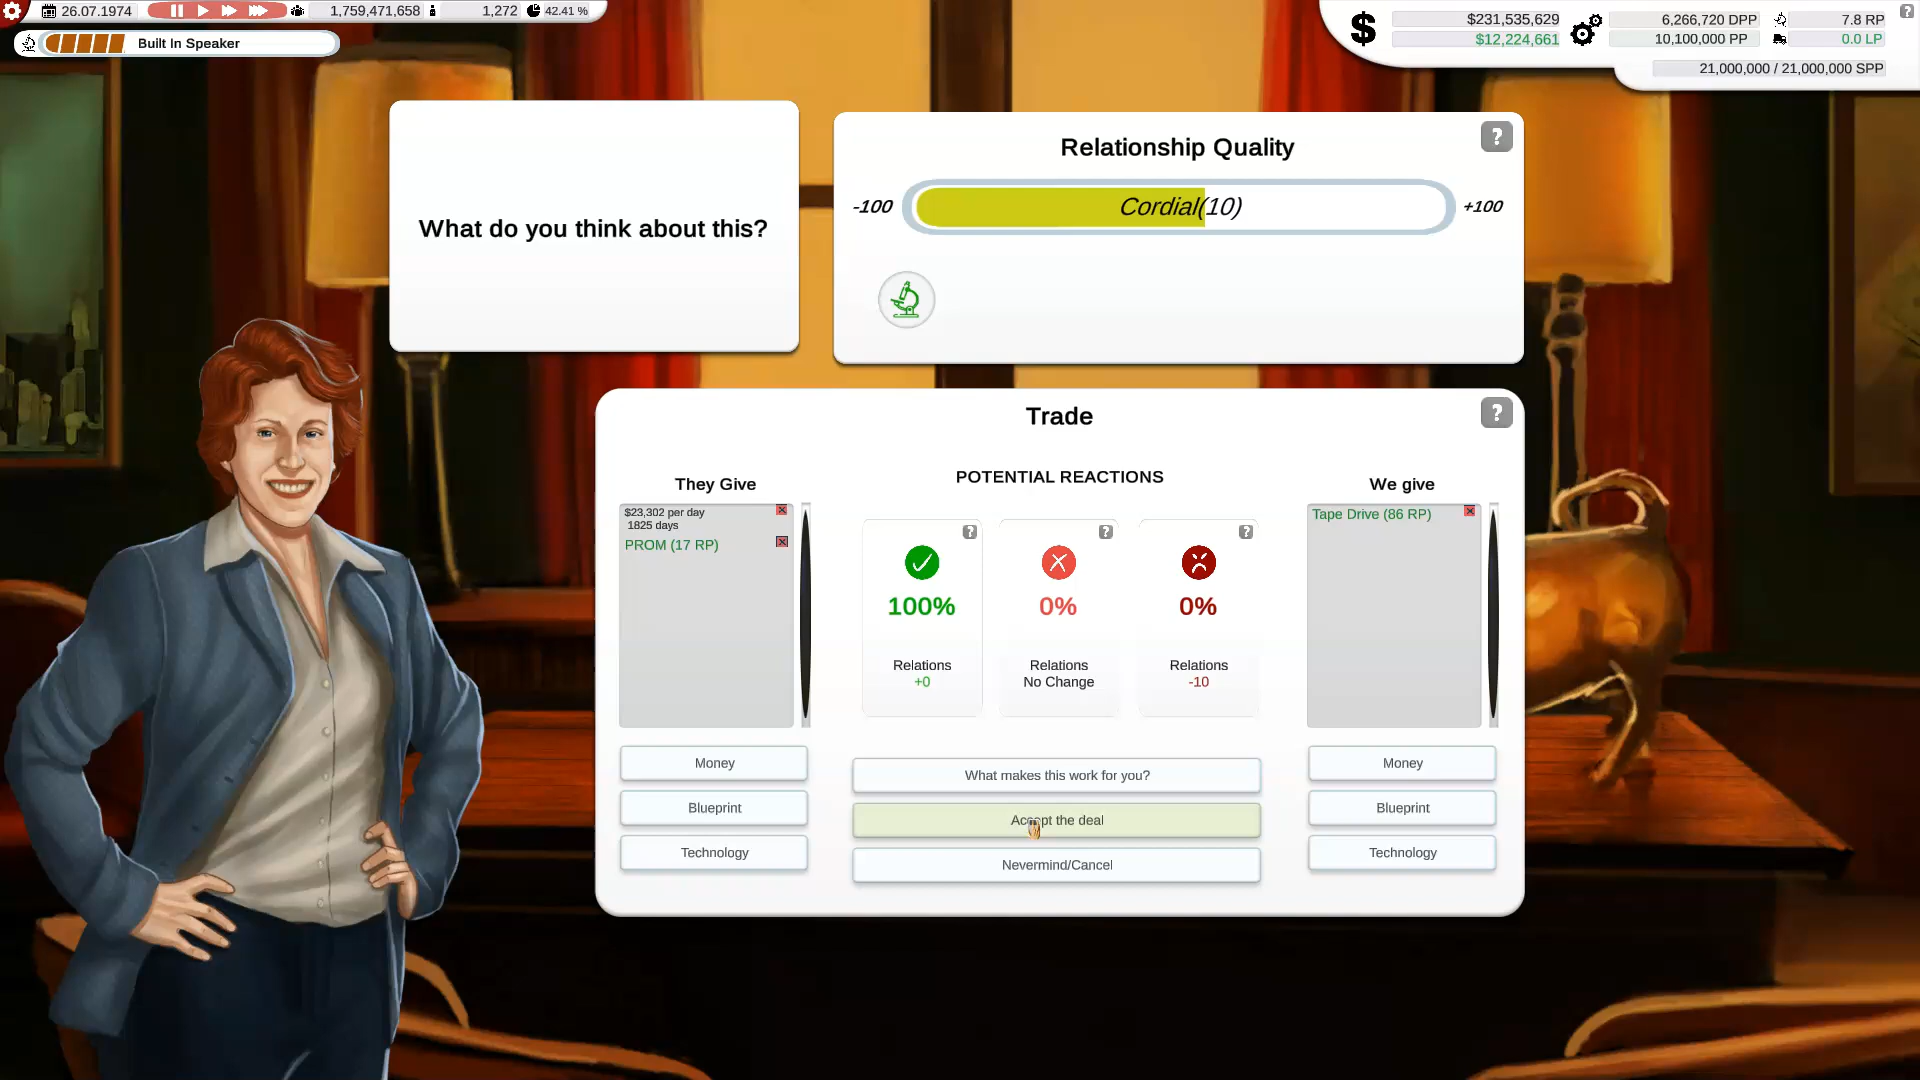 26.07.1974
1,759,471,658
1,272
42.41 %
Built In Speaker
$231,535,629
$12,224,661
6,266,720 DPP
10,100,000 PP
7.8 RP
0.0 LP
21,000,000 / 21,000,000 SPP
?
What do you think about this?
Relationship Quality
?
-100
Cordial(10)
+100
Trade
?
They Give
$23,302 per day
1825 days
PROM (17 RP)
Money
Blueprint
Technology
POTENTIAL REACTIONS
?
100%
Relations
+0
?
0%
Relations
No Change
?
0%
Relations
-10
What makes this work for you?
Accept the deal
Nevermind/Cancel
We give
Tape Drive (86 RP)
Money
Blueprint
Technology